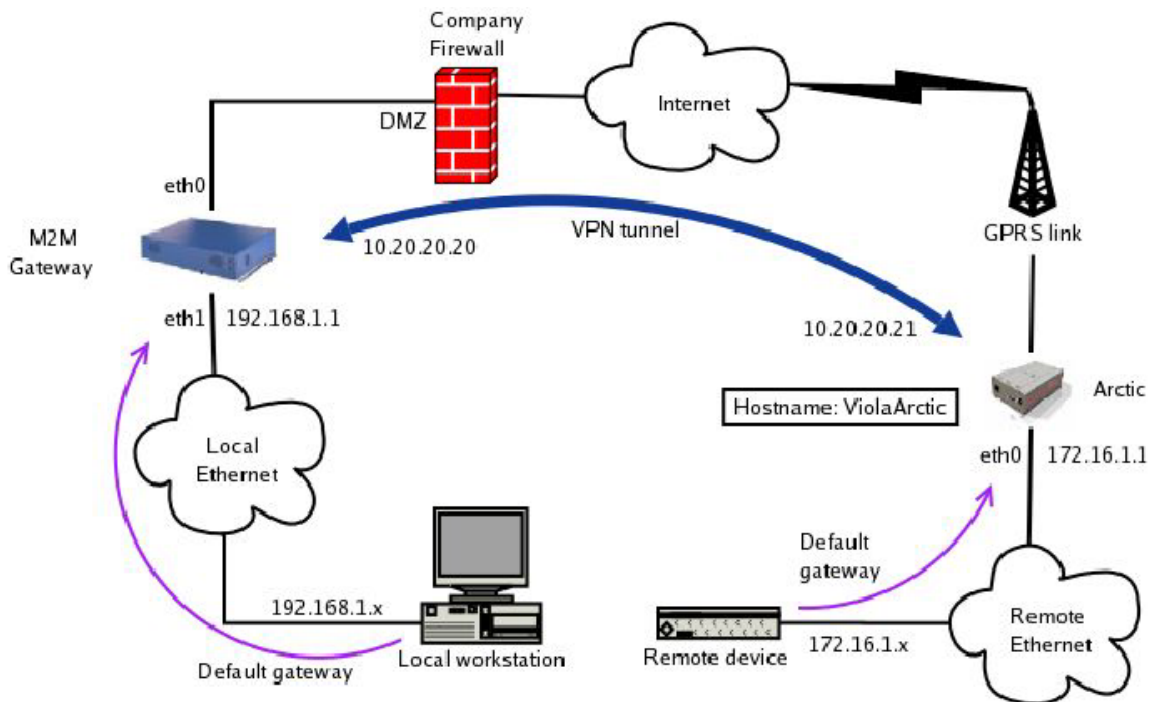 Company
Firewall
Internet
DMZ
eth0
M2M
Gateway
VPN tunnel
10.20.20.20
GPRS link
eth1 192.168.1.1
10.20.20.21
Arctic
Hostname: ViolaArctic
Local
Ethernet
eth0 172.16.1.1
Default
gateway
192.168.1.x
Remote
Ethernet
Default gateway
Local workstation
Remote device
172.16.1.x